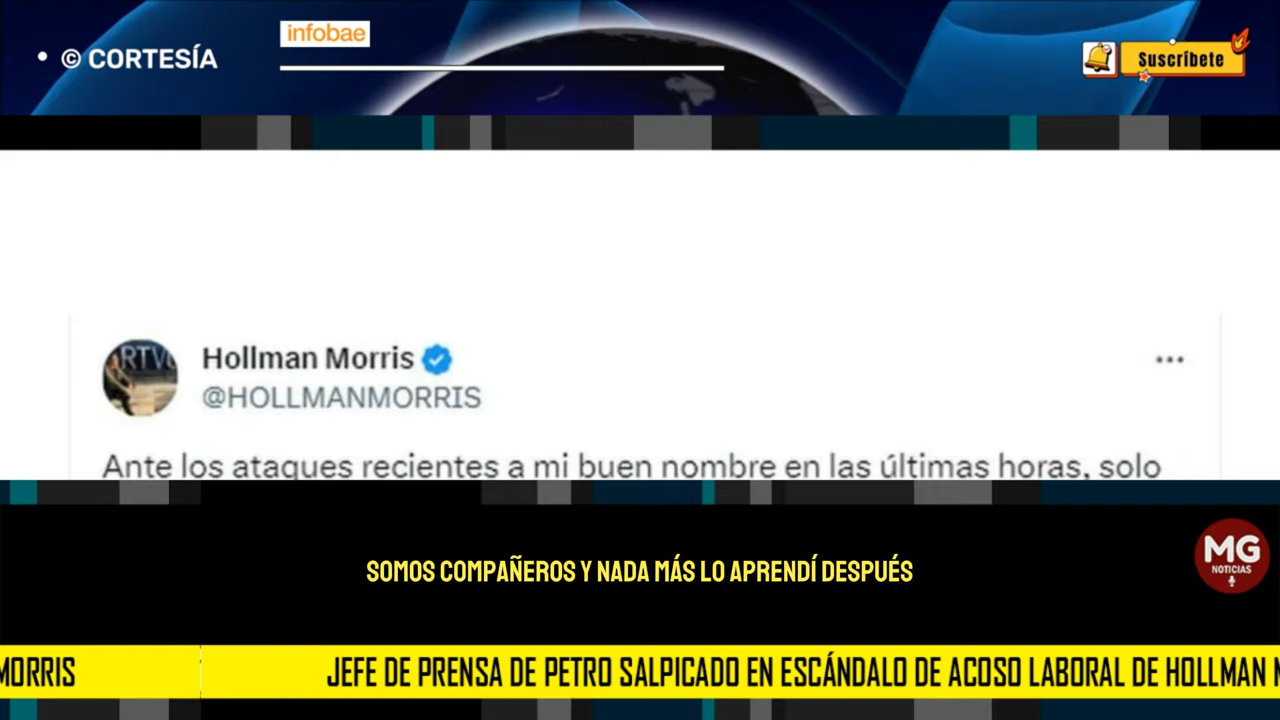 infobae
• © CORTESÍA
Suscríbete
RTV
Hollman Morris
@HOLLMANMORRIS
Ante los ataques recientes a mi buen nombre en las últimas horas, solo
SOMOS COMPAÑEROS Y NADA MÁS LO APRENDÍ DESPUÉS
MG
NOTICIAS
MORRIS
JEFE DE PRENSA DE PETRO SALPICADO EN ESCÁNDALO DE ACOSO LABORAL DE HOLLMAN